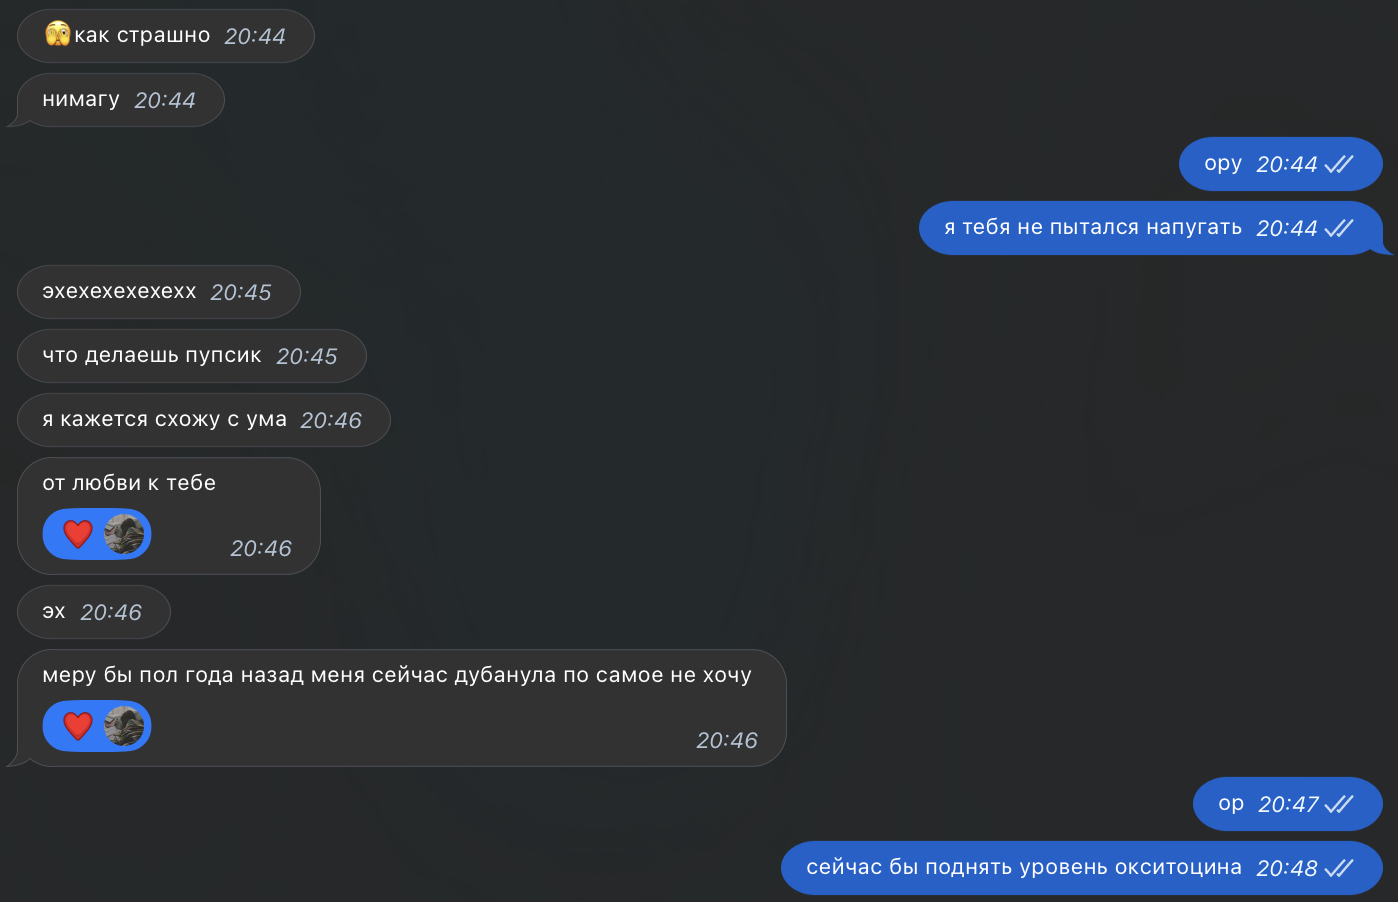 🫣как страшно 20:44
нимагу 20:44
ору 20:44
я тебя не пытался напугать 20:44
эхехехехехехх 20:45
что делаешь пупсик 20:45
я кажется схожу с ума 20:46
от любви к тебе
❤️ 20:46
эх 20:46
меру бы пол года назад меня сейчас дубанула по самое не хочу
❤️ 20:46
ор 20:47
сейчас бы поднять уровень окситоцина 20:48